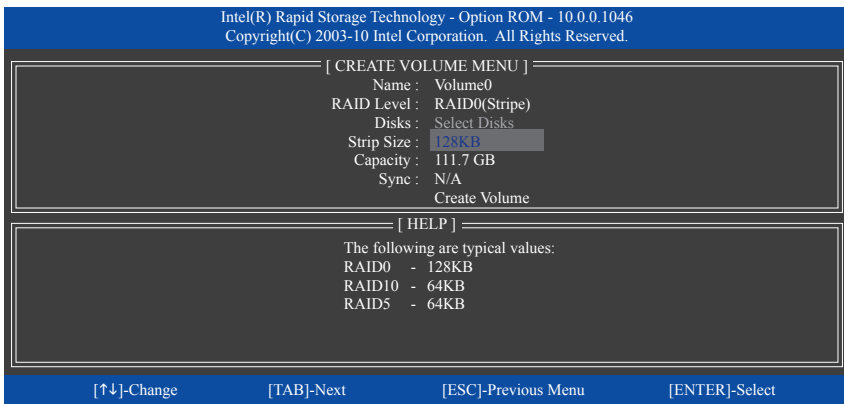 Intel(R) Rapid Storage Technology - Option ROM - 10.0.0.1046
Copyright(C) 2003-10 Intel Corporation. All Rights Reserved.
[ CREATE VOLUME MENU ]
Name : Volume0
RAID Level : RAID0(Stripe)
Disks : Select Disks
Strip Size : 128KB
Capacity : 111.7 GB
Sync : N/A
Create Volume
[ HELP ]
The following are typical values:
RAID0 - 128KB
RAID10 - 64KB
RAID5 - 64KB
[↑↓]-Change [TAB]-Next [ESC]-Previous Menu [ENTER]-Select